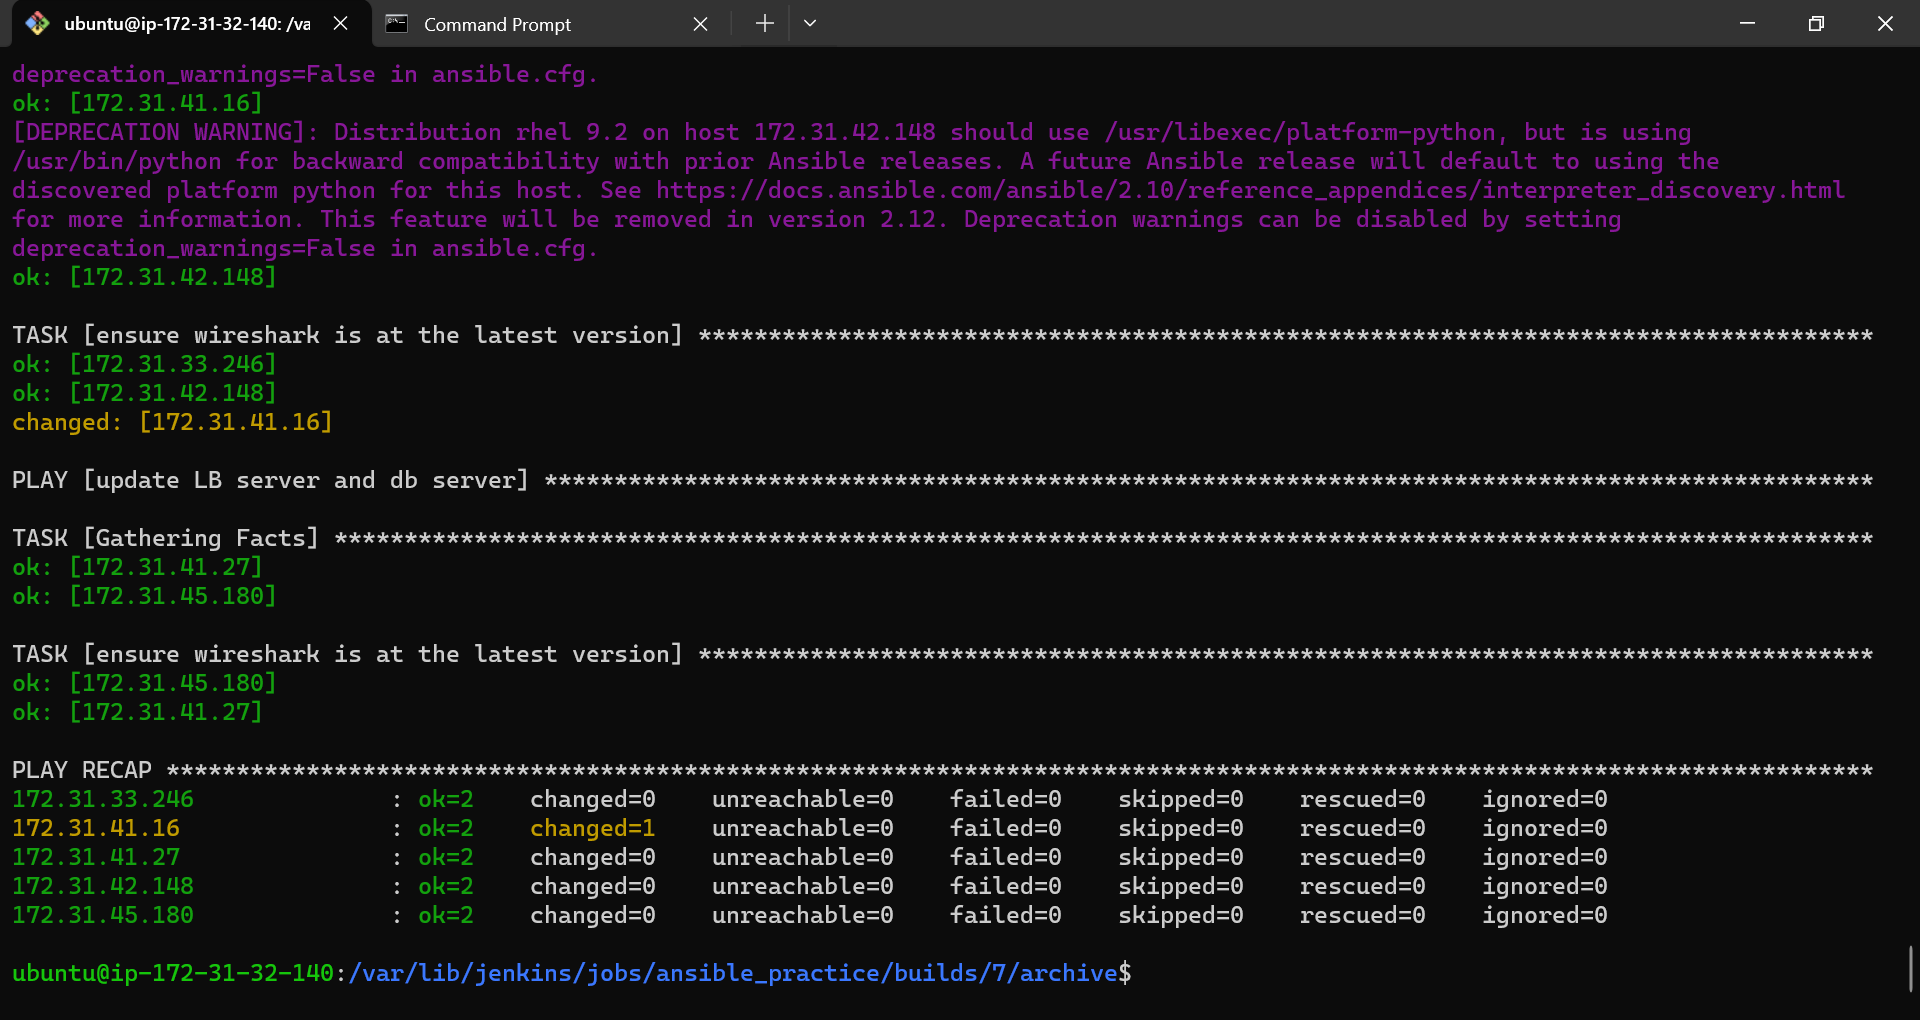 ubuntu@ip-172-31-32-140: /va
Command Prompt
deprecation_warnings=False in ansible.cfg.
ok: [172.31.41.16]
[DEPRECATION WARNING]: Distribution rhel 9.2 on host 172.31.42.148 should use /usr/libexec/platform-python, but is using
/usr/bin/python for backward compatibility with prior Ansible releases. A future Ansible release will default to using the
discovered platform python for this host. See https://docs.ansible.com/ansible/2.10/reference_appendices/interpreter_discovery.html
for more information. This feature will be removed in version 2.12. Deprecation warnings can be disabled by setting
deprecation_warnings=False in ansible.cfg.
ok: [172.31.42.148]
TASK [ensure wireshark is at the latest version] ************************************************************************************
ok: [172.31.33.246]
ok: [172.31.42.148]
changed: [172.31.41.16]
PLAY [update LB server and db server] ***********************************************************************************************
TASK [Gathering Facts] **************************************************************************************************************
ok: [172.31.41.27]
ok: [172.31.45.180]
TASK [ensure wireshark is at the latest version] ************************************************************************************
ok: [172.31.45.180]
ok: [172.31.41.27]
PLAY RECAP **************************************************************************************************************************
172.31.33.246 : ok=2 changed=0 unreachable=0 failed=0 skipped=0 rescued=0 ignored=0
172.31.41.16 : ok=2 changed=1 unreachable=0 failed=0 skipped=0 rescued=0 ignored=0
172.31.41.27 : ok=2 changed=0 unreachable=0 failed=0 skipped=0 rescued=0 ignored=0
172.31.42.148 : ok=2 changed=0 unreachable=0 failed=0 skipped=0 rescued=0 ignored=0
172.31.45.180 : ok=2 changed=0 unreachable=0 failed=0 skipped=0 rescued=0 ignored=0
ubuntu@ip-172-31-32-140:/var/lib/jenkins/jobs/ansible_practice/builds/7/archive$